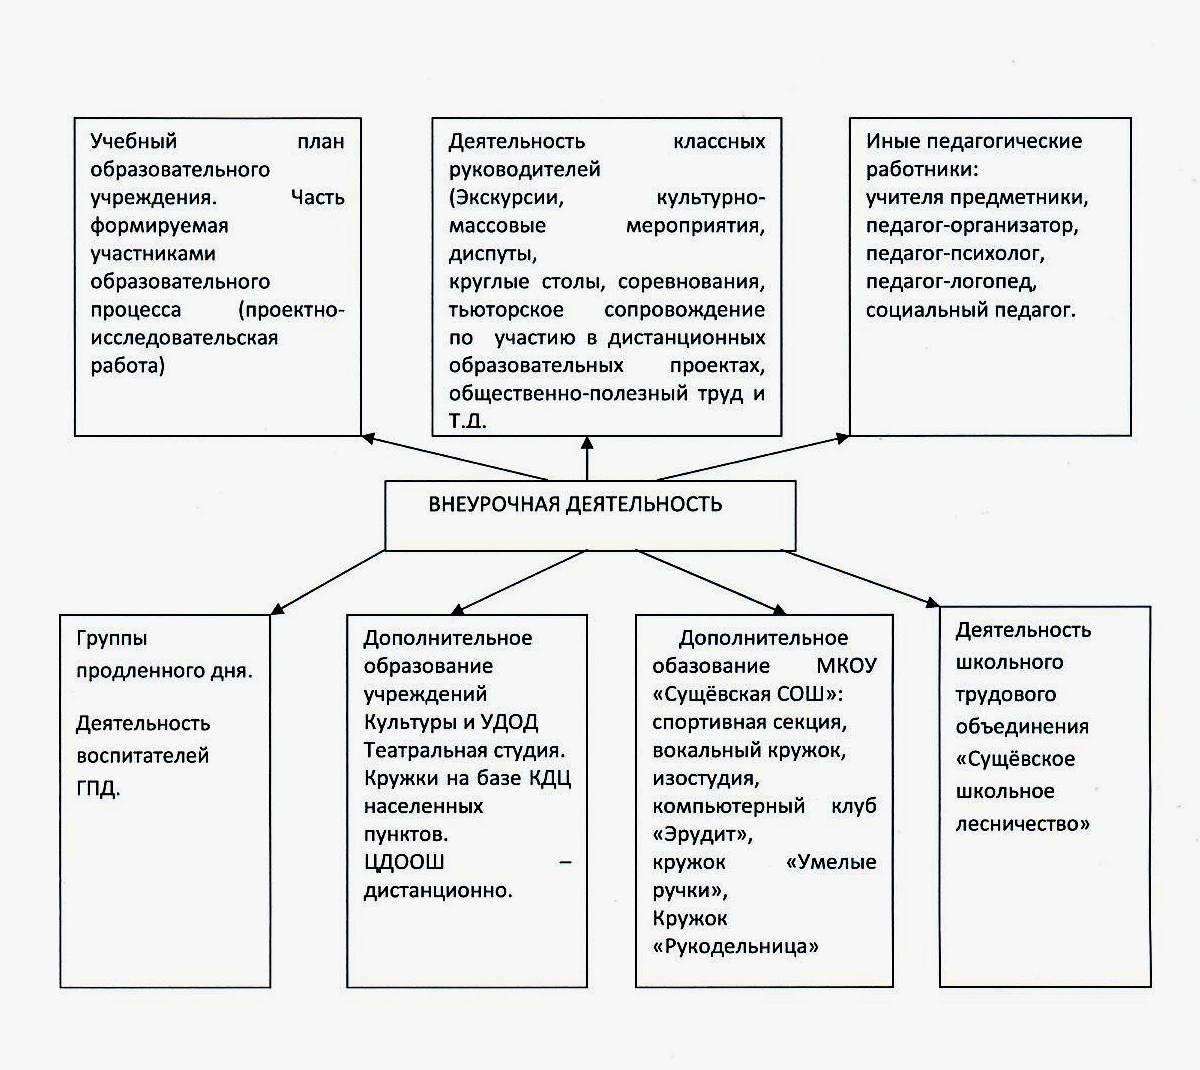 Учебный план
образовательного
учреждения. Часть
формируемая
участниками
образовательного
процесса (проектно-
исследовательская
работа)
Деятельность классных
руководителей
(Экскурсии, культурно-
массовые мероприятия,
диспуты,
круглые столы, соревнования,
тьюторское сопровождение
по участию в дистанционных
образовательных проектах,
общественно-полезный труд и
т.д.
Иные педагогические
работники:
учителя предметники,
педагог-организатор,
педагог-психолог,
педагог-логопед,
социальный педагог.
ВНЕУРОЧНАЯ ДЕЯТЕЛЬНОСТЬ
Группы
продленного дня.
Деятельность
воспитателей
ГПД.
Дополнительное
образование
учреждений
Культуры и УДОД
Театральная студия.
Кружки на базе КДЦ
населенных
пунктов.
ЦДООШ –
дистанционно.
Дополнительное
обазование МКОУ
«Сущёвская СОШ»:
спортивная секция,
вокальный кружок,
изостудия,
компьютерный клуб
«Эрудит»,
кружок «Умелые
ручки»,
Кружок
«Рукодельница»
Деятельность
школьного
трудового
объединения
«Сущёвское
школьное
лесничество»